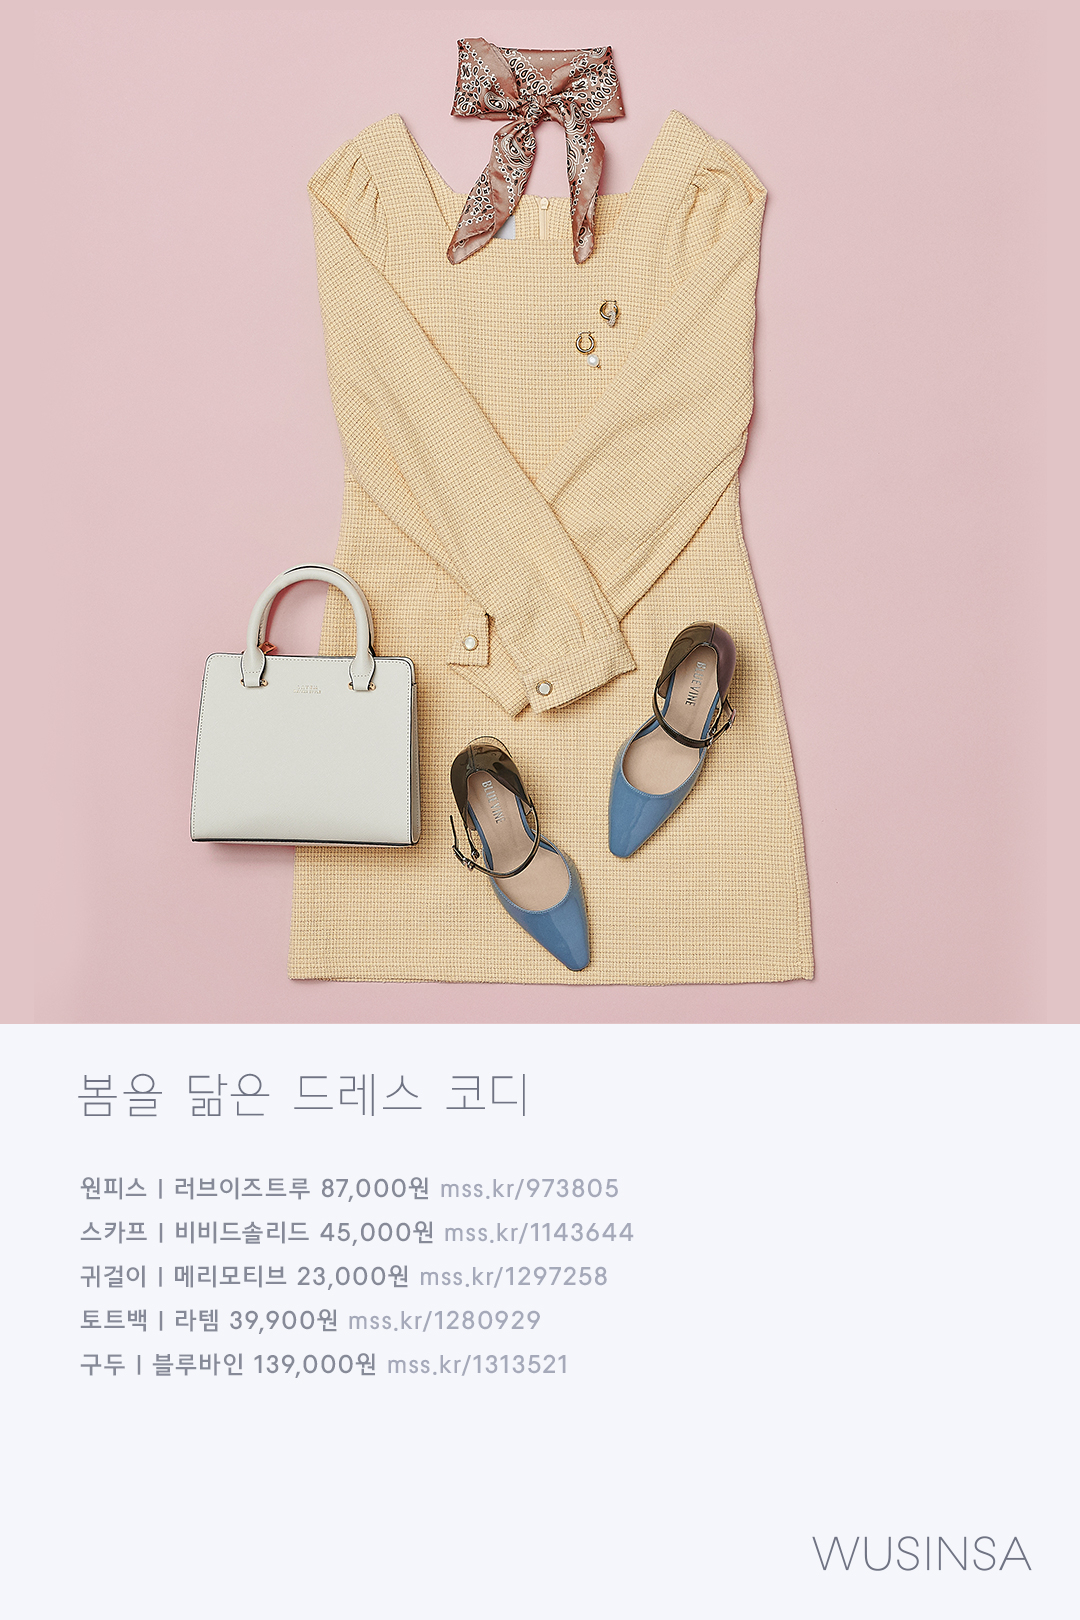 BLUE VINE
BLUE VINE
봄을 닮은 드레스 코디
원피스 | 러브이즈트루 87,000원 mss.kr/973805
스카프 | 비비드솔리드 45,000원 mss.kr/1143644
귀걸이 | 메리모티브 23,000원 mss.kr/1297258
토트백 | 라템 39,900원 mss.kr/1280929
구두 | 블루바인 139,000원 mss.kr/1313521
WUSINSA